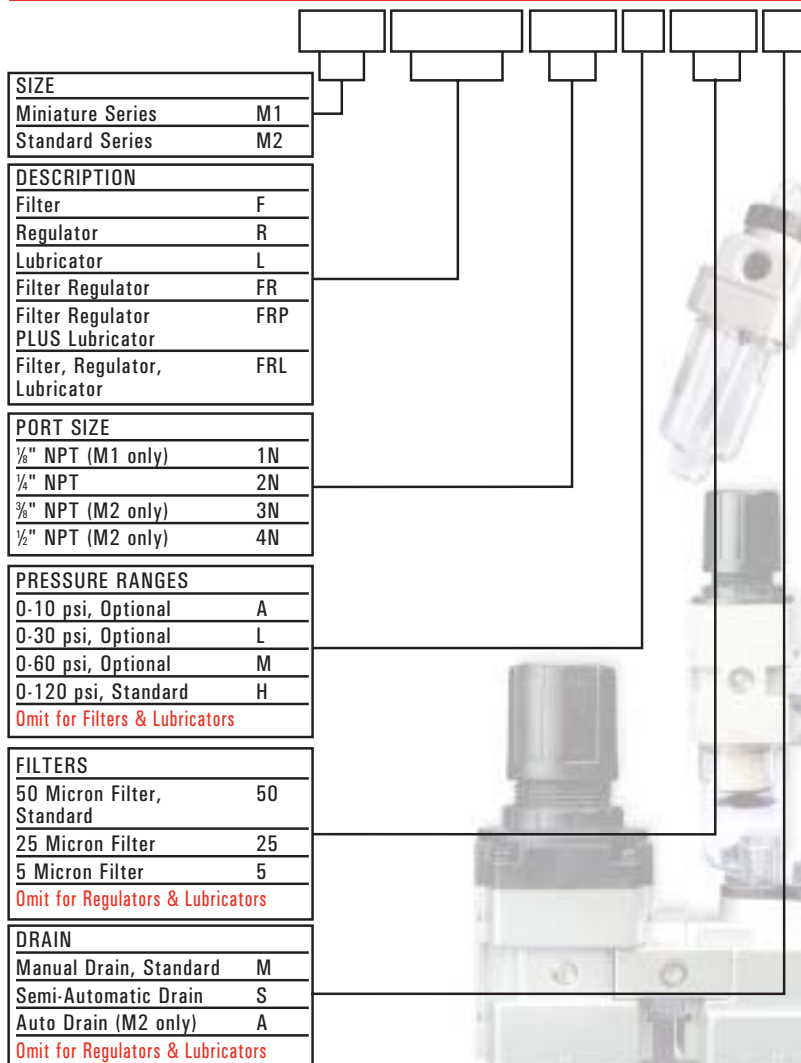 SIZE
Miniature Series M1
Standard Series M2
DESCRIPTION
Filter F
Regulator R
Lubricator L
Filter Regulator FR
Filter Regulator FRP
PLUS Lubricator
Filter, Regulator, FRL
Lubricator
PORT SIZE
⅛" NPT (M1 only) 1N
¼" NPT 2N
⅜" NPT (M2 only) 3N
½" NPT (M2 only) 4N
PRESSURE RANGES
0-10 psi, Optional A
0-30 psi, Optional L
0-60 psi, Optional M
0-120 psi, Standard H
Omit for Filters & Lubricators
FILTERS
50 Micron Filter, 50
Standard
25 Micron Filter 25
5 Micron Filter 5
Omit for Regulators & Lubricators
DRAIN
Manual Drain, Standard M
Semi-Automatic Drain S
Auto Drain (M2 only) A
Omit for Regulators & Lubricators